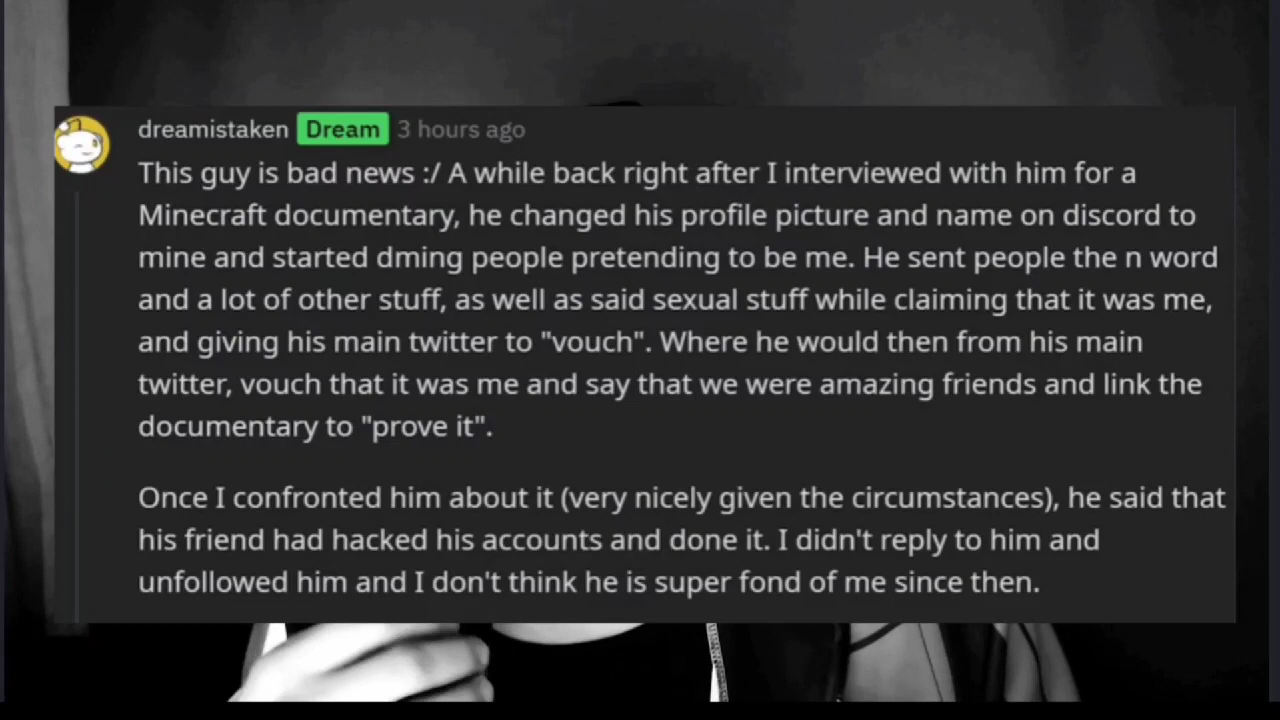 dreamistaken Dream 3 hours ago
This guy is bad news :/ A while back right after I interviewed with him for a
Minecraft documentary, he changed his profile picture and name on discord to
mine and started dming people pretending to be me. He sent people the n word
and a lot of other stuff, as well as said sexual stuff while claiming that it was me,
and giving his main twitter to "vouch". Where he would then from his main
twitter, vouch that it was me and say that we were amazing friends and link the
documentary to "prove it".
Once I confronted him about it (very nicely given the circumstances), he said that
his friend had hacked his accounts and done it. I didn't reply to him and
unfollowed him and I don't think he is super fond of me since then.